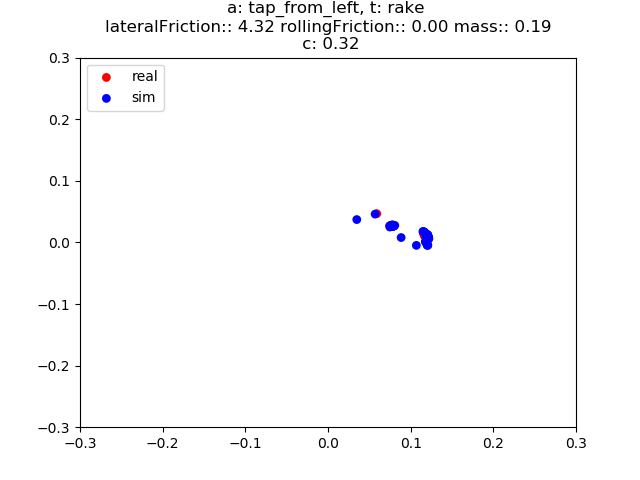 a: tap_from_left, t: rake
lateralFriction:: 4.32 rollingFriction:: 0.00 mass:: 0.19
c: 0.32
real
sim
0.3
0.2
0.1
0.0
−0.1
−0.2
−0.3
−0.3 −0.2 −0.1 0.0 0.1 0.2 0.3